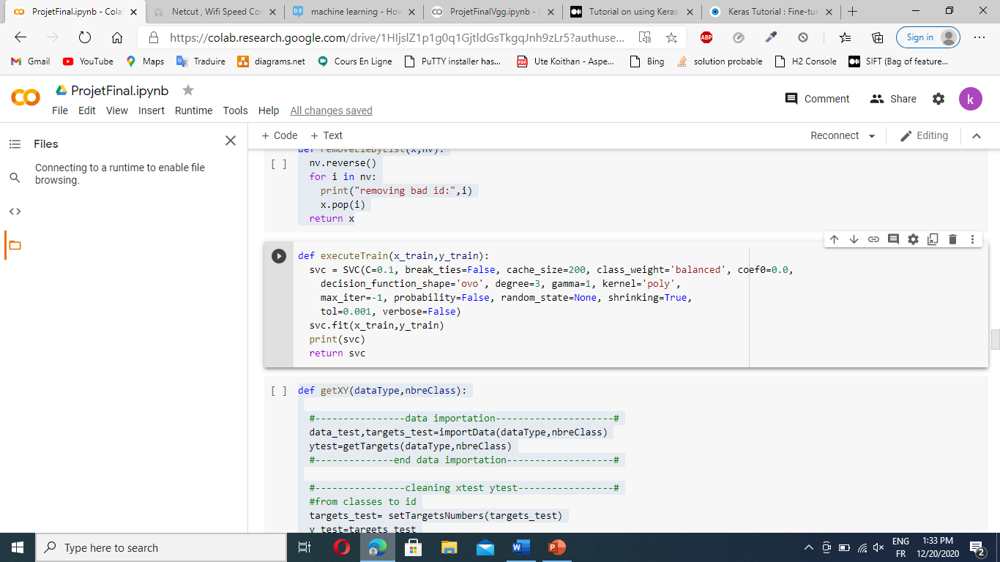 ProjetFinal.ipynb - Colab
Netcut , Wifi Speed Con
machine learning - How
ProjetFinalVgg.ipynb - C
Tutorial on using Keras
Keras Tutorial : Fine-tun
https://colab.research.google.com/drive/1HIjslZ1p1g0q1GjtldGsTkgqJnh9zLr5?authuse...
ABP
Sign in
Gmail
YouTube
Maps
Traduire
diagrams.net
Cours En Ligne
PuTTY installer has...
PDF
Ute Koithan - Aspe...
Bing
solution probable
H2 Console
SIFT (Bag of feature...
ProjetFinal.ipynb
Comment
Share
k
File Edit View Insert Runtime Tools Help All changes saved
Files
+ Code + Text
Reconnect
Editing
Connecting to a runtime to enable file
browsing.
def removeEleByList(x,nv):
[ ] nv.reverse()
for i in nv:
print("removing bad id:",i)
x.pop(i)
return x
def executeTrain(x_train,y_train):
svc = SVC(C=0.1, break_ties=False, cache_size=200, class_weight='balanced', coef0=0.0,
decision_function_shape='ovo', degree=3, gamma=1, kernel='poly',
max_iter=-1, probability=False, random_state=None, shrinking=True,
tol=0.001, verbose=False)
svc.fit(x_train,y_train)
print(svc)
return svc
[ ] def getXY(dataType,nbreClass):
#----------------data importation---------------------#
data_test,targets_test=importData(dataType,nbreClass)
ytest=getTargets(dataType,nbreClass)
#--------------end data importation-------------------#
#----------------cleaning xtest ytest-----------------#
#from classes to id
targets_test= setTargetsNumbers(targets_test)
y_test=targets_test
Type here to search
ENG
FR
1:33 PM
12/20/2020
2